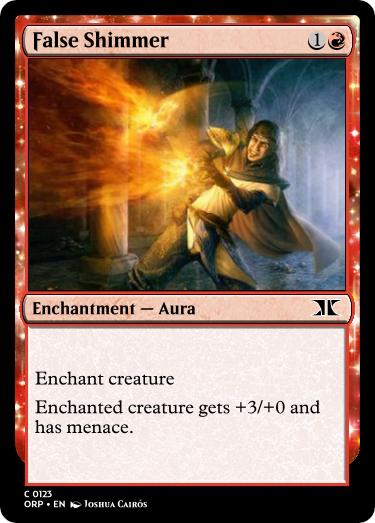 False Shimmer 1
Enchantment — Aura
Enchant creature
Enchanted creature gets +3/+0 and
has menace.
C 0123
ORP • EN Joshua Cairós